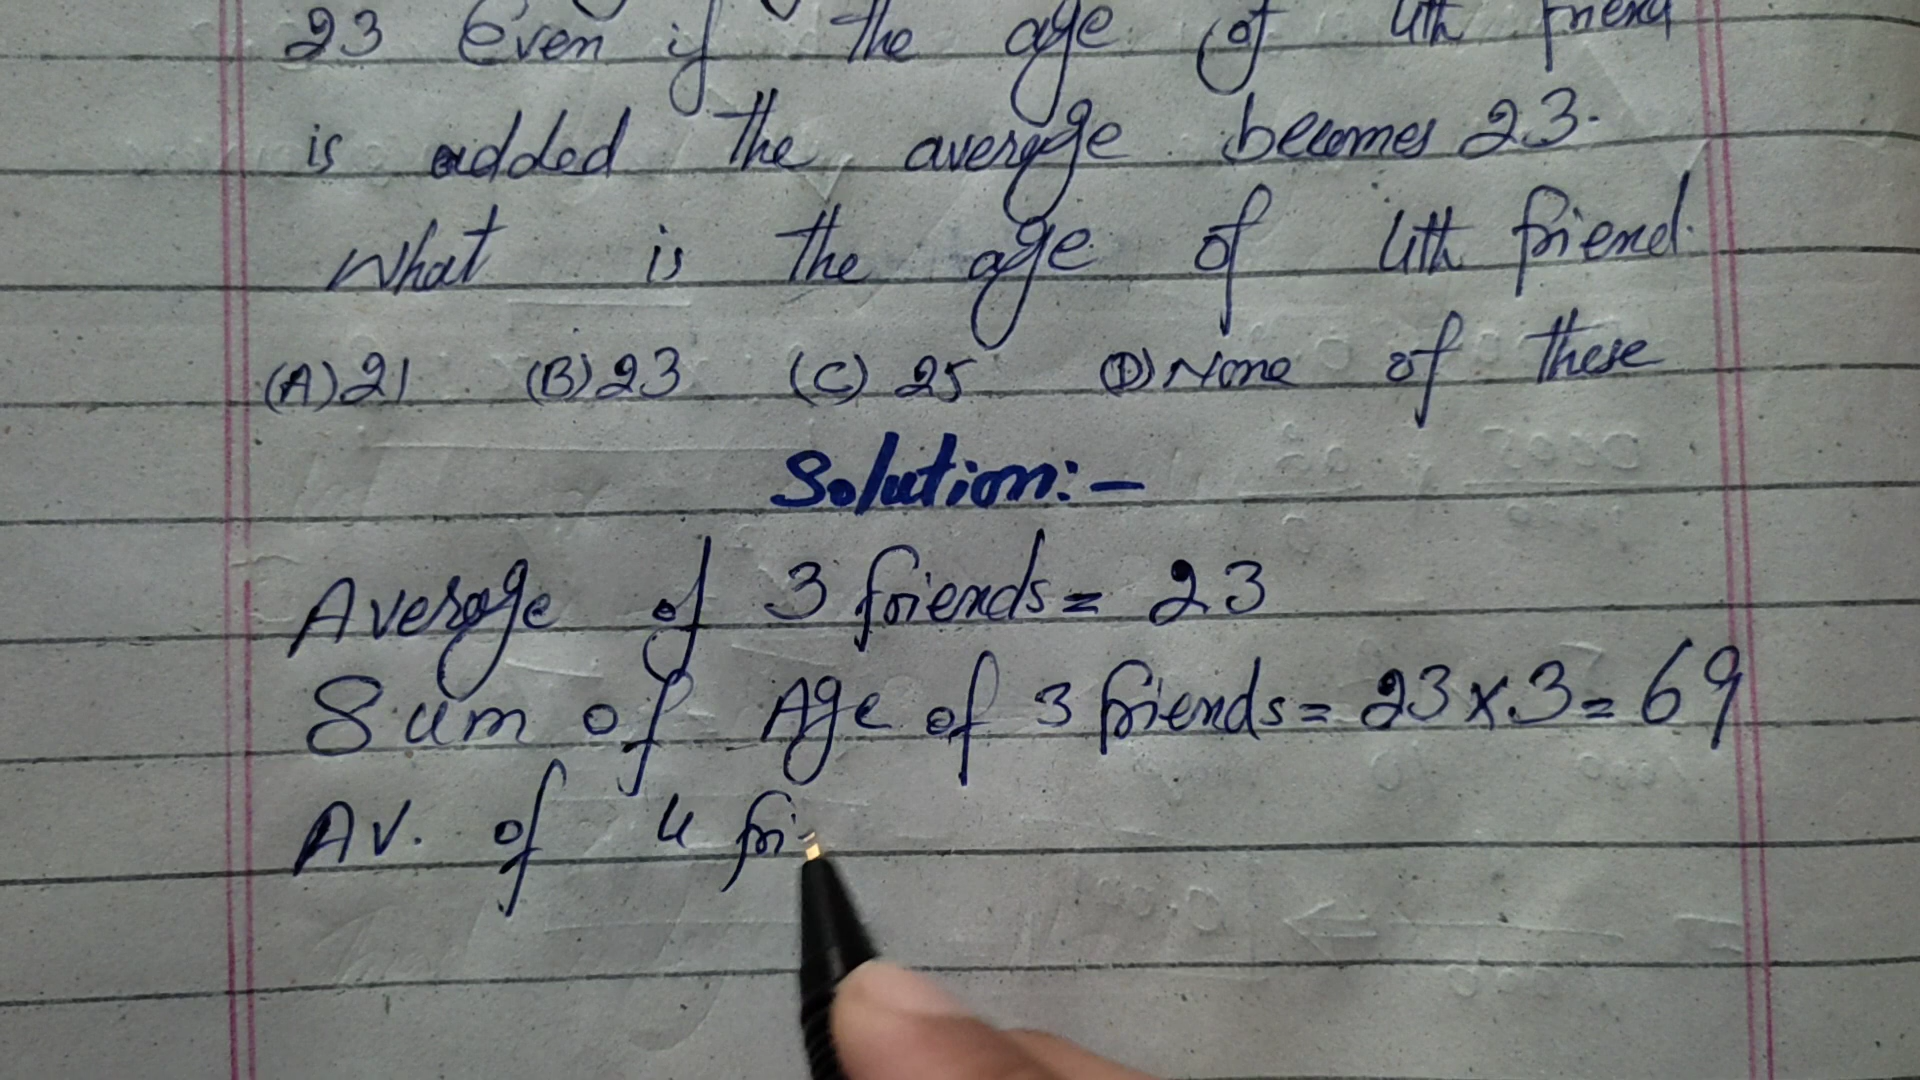 23 Even if the age of 4th friend
is added the average becomes 23.
What is the age of 4th friend.
(A) 21 (B) 23 (C) 25 (D) None of these
Solution:-
Average of 3 friends = 23
Sum of Age of 3 friends = 23×3= 69
AV. of 4 fri